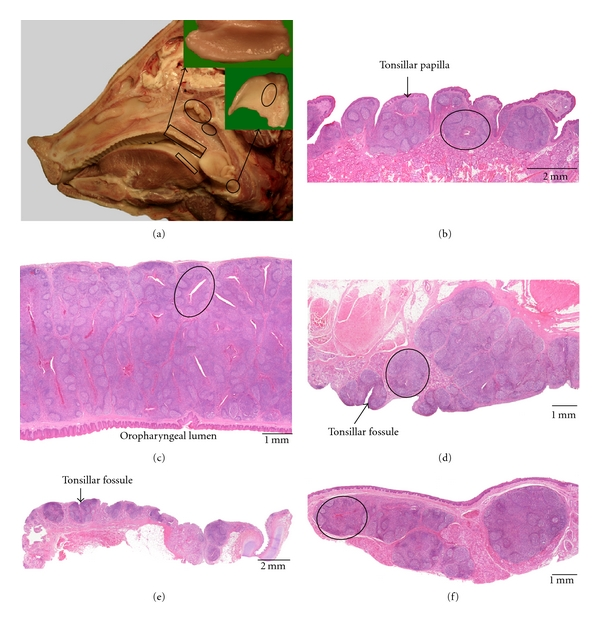 (a)
Tonsillar papilla
2 mm
(b)
Oropharyngeal lumen
1 mm
(c)
Tonsillar fossule
1 mm
(d)
Tonsillar fossule
2 mm
(e)
1 mm
(f)